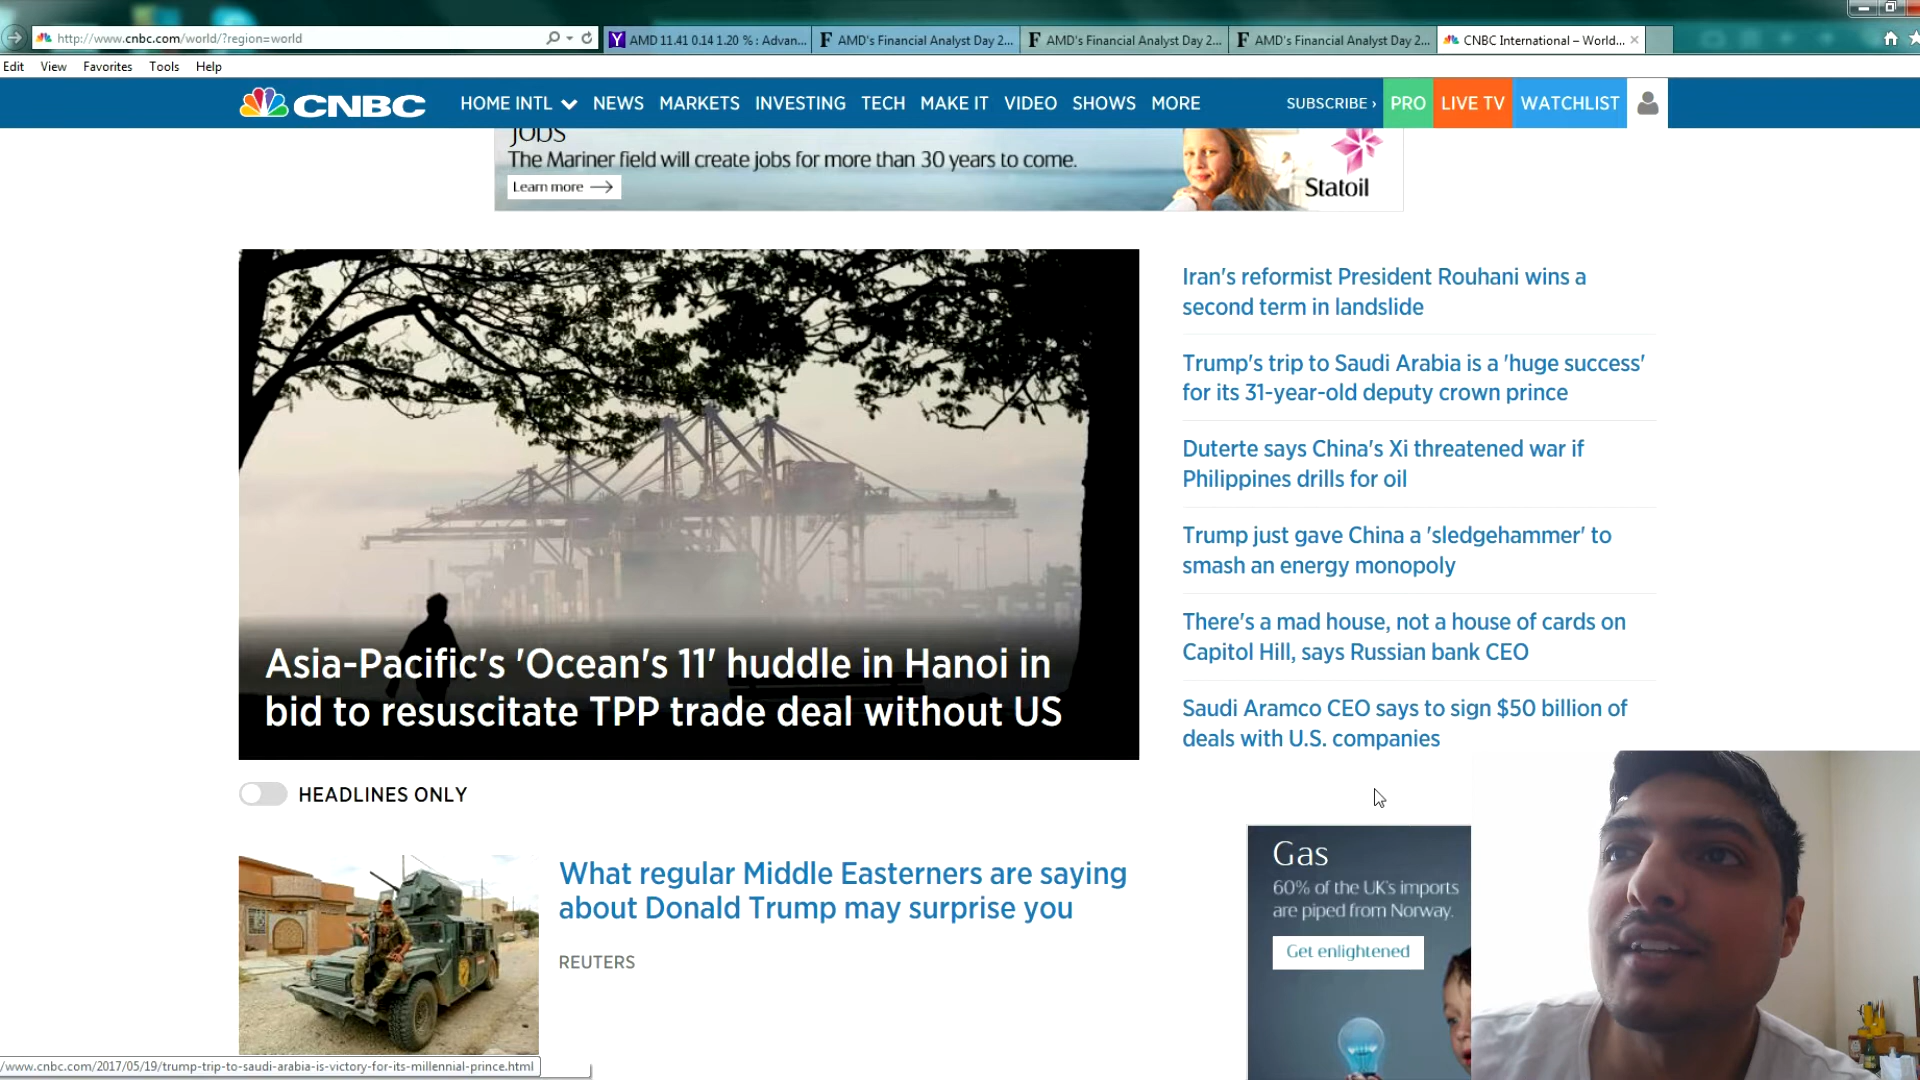 http://www.cnbc.com/world/?region=world
AMD 11.41 0.14 1.20 % : Advan...
AMD's Financial Analyst Day 2...
AMD's Financial Analyst Day 2...
AMD's Financial Analyst Day 2...
CNBC International – World...
Edit View Favorites Tools Help
CNBC
HOME INTL NEWS MARKETS INVESTING TECH MAKE IT VIDEO SHOWS MORE
SUBSCRIBE › PRO LIVE TV WATCHLIST
jobs
The Mariner field will create jobs for more than 30 years to come.
Learn more →
Statoil
Asia-Pacific's 'Ocean's 11' huddle in Hanoi in
bid to resuscitate TPP trade deal without US
Iran's reformist President Rouhani wins a
second term in landslide
Trump's trip to Saudi Arabia is a 'huge success'
for its 31-year-old deputy crown prince
Duterte says China's Xi threatened war if
Philippines drills for oil
Trump just gave China a 'sledgehammer' to
smash an energy monopoly
There's a mad house, not a house of cards on
Capitol Hill, says Russian bank CEO
Saudi Aramco CEO says to sign $50 billion of
deals with U.S. companies
HEADLINES ONLY
What regular Middle Easterners are saying
about Donald Trump may surprise you
REUTERS
Gas
60% of the UK's imports
are piped from Norway.
Get enlightened
/www.cnbc.com/2017/05/19/trump-trip-to-saudi-arabia-is-victory-for-its-millennial-prince.html